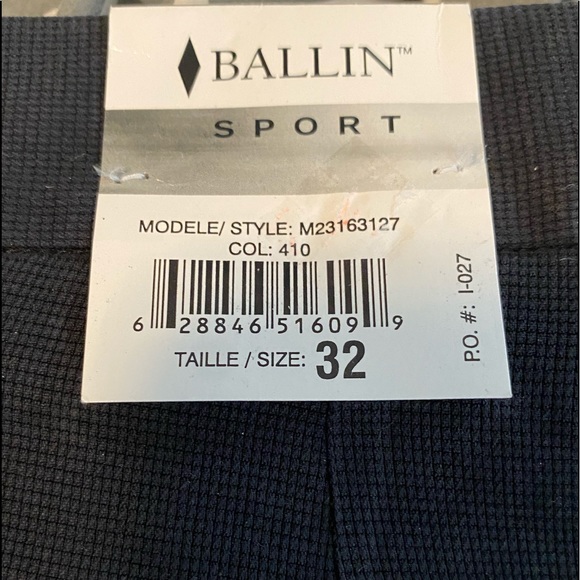 BALLIN™
SPORT
MODELE/ STYLE: M23163127
COL: 410
6 28846 51609 9
TAILLE / SIZE: 32
P.O. #: I-027